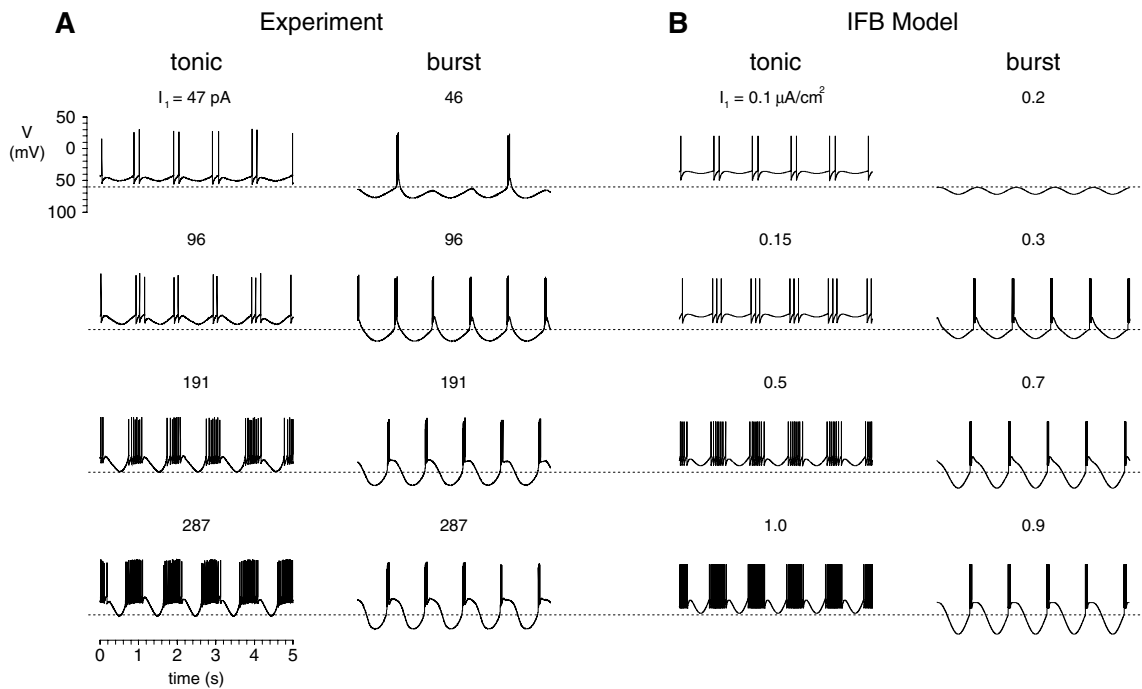 A Experiment B IFB Model
tonic burst tonic burst
I1 = 47 pA 46 I1 = 0.1 µA/cm2 0.2
V
(mV)
50
0
50
100
96 96 0.15 0.3
191 191 0.5 0.7
287 287 1.0 0.9
0 1 2 3 4 5
time (s)